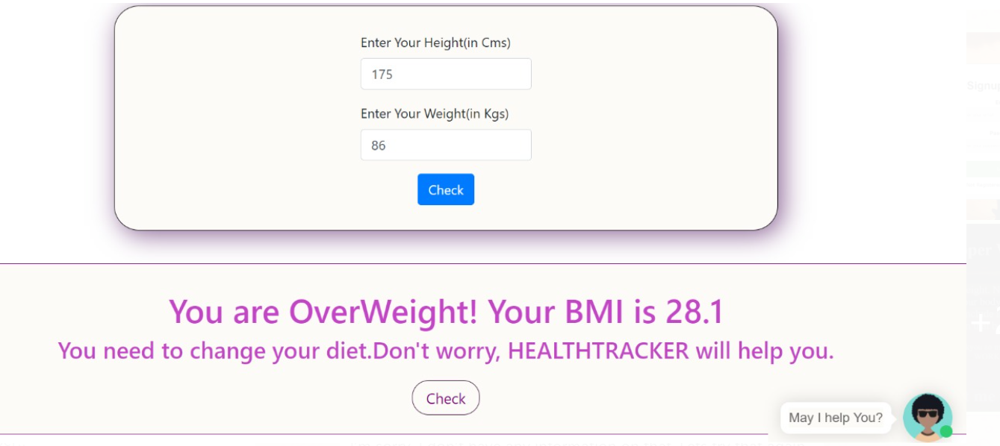 Enter Your Height(in Cms)
175
Enter Your Weight(in Kgs)
86
Check
Signup
You are OverWeight! Your BMI is 28.1
You need to change your diet.Don't worry, HEALTHTRACKER will help you.
Check
May I help You?